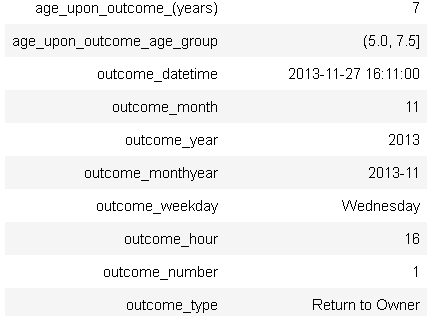 age_upon_outcome_(years) 7
age_upon_outcome_age_group (5.0, 7.5]
outcome_datetime 2013-11-27 16:11:00
outcome_month 11
outcome_year 2013
outcome_monthyear 2013-11
outcome_weekday Wednesday
outcome_hour 16
outcome_number 1
outcome_type Return to Owner